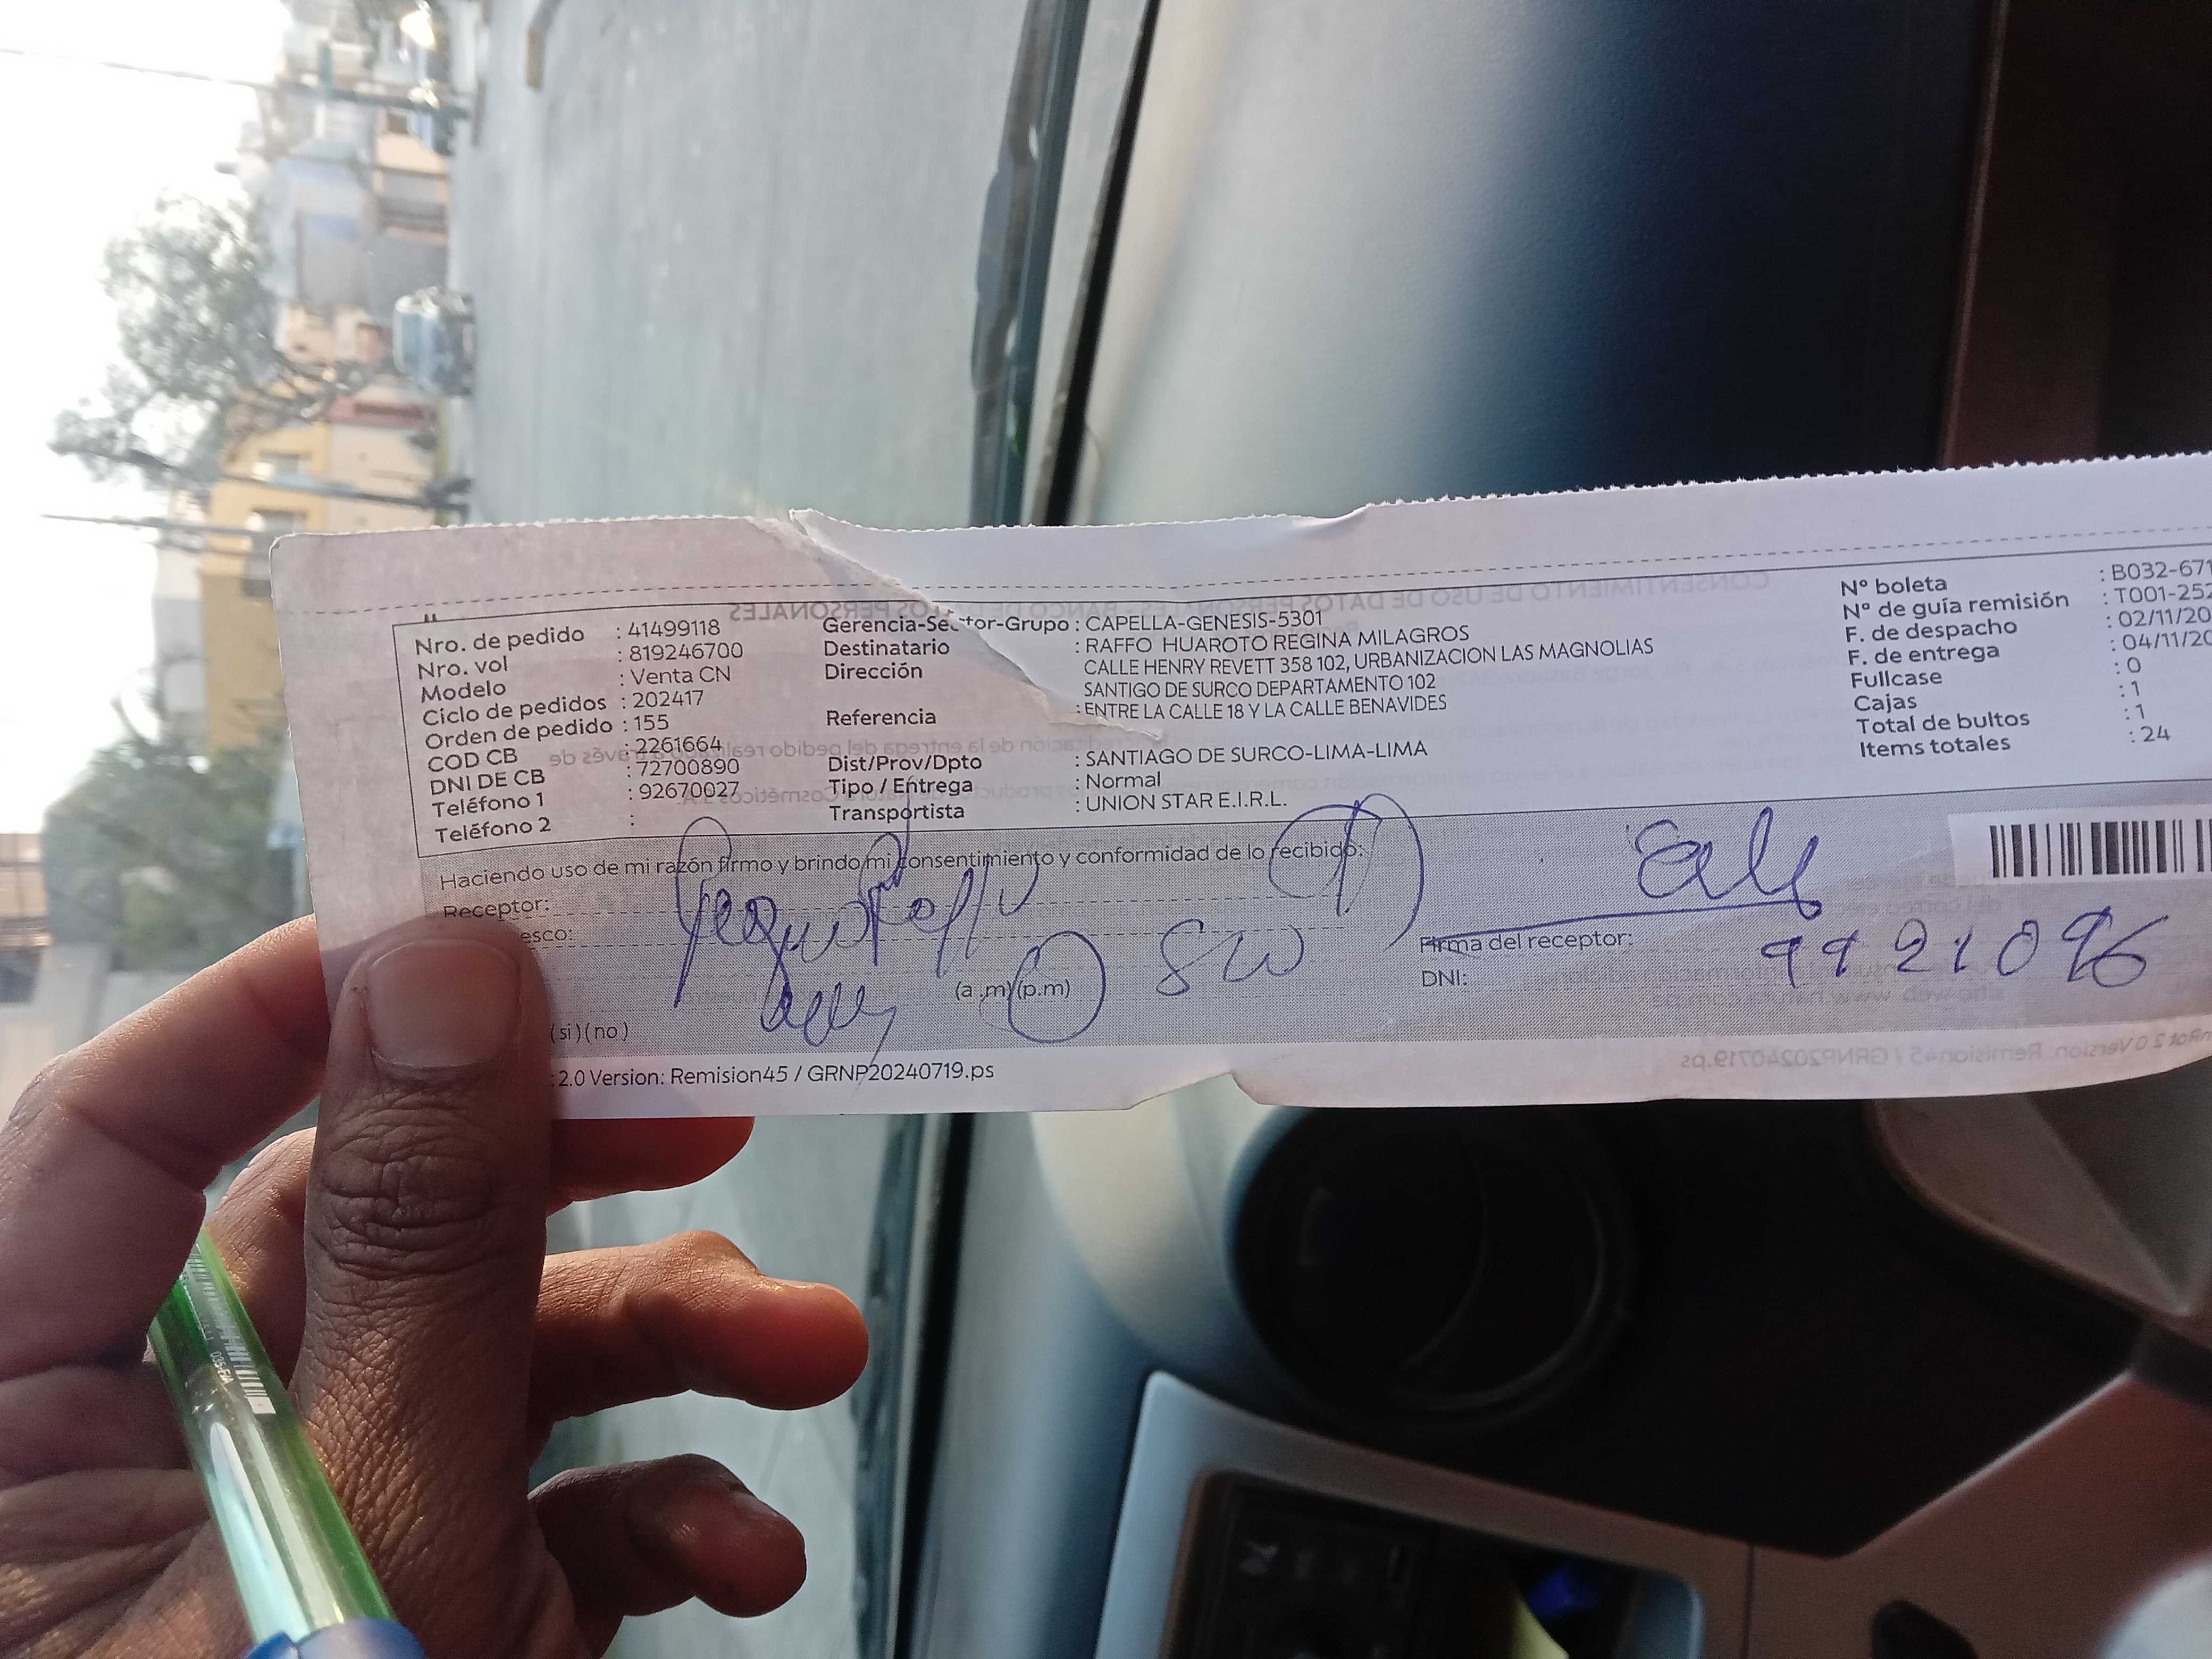 Nro. de pedido : 41499118
Nro. vol : 819246700
Modelo : Venta CN
Ciclo de pedidos : 202417
Orden de pedido : 155
COD CB : 2261664
DNI DE CB : 72700890
Teléfono 1 : 92670027
Teléfono 2 :
Gerencia-Sector-Grupo : CAPELLA-GENESIS-5301
Destinatario : RAFFO HUAROTO REGINA MILAGROS
Dirección : CALLE HENRY REVETT 358 102, URBANIZACION LAS MAGNOLIAS
SANTIGO DE SURCO DEPARTAMENTO 102
Referencia : ENTRE LA CALLE 18 Y LA CALLE BENAVIDES
Dist/Prov/Dpto : SANTIAGO DE SURCO-LIMA-LIMA
Tipo / Entrega : Normal
Transportista : UNION STAR E.I.R.L.
Nº boleta : B032-671
Nº de guía remisión : T001-252
F. de despacho : 02/11/20
F. de entrega : 04/11/20
Fullcase : 0
Cajas : 1
Total de bultos : 1
Items totales : 24
Haciendo uso de mi razón firmo y brindo mi consentimiento y conformidad de lo recibido:
Receptor:
esco:
(a.m)(p.m)
(si)(no)
Firma del receptor:
DNI: 9921096
: 2.0 Version: Remision45 / GRNP20240719.ps